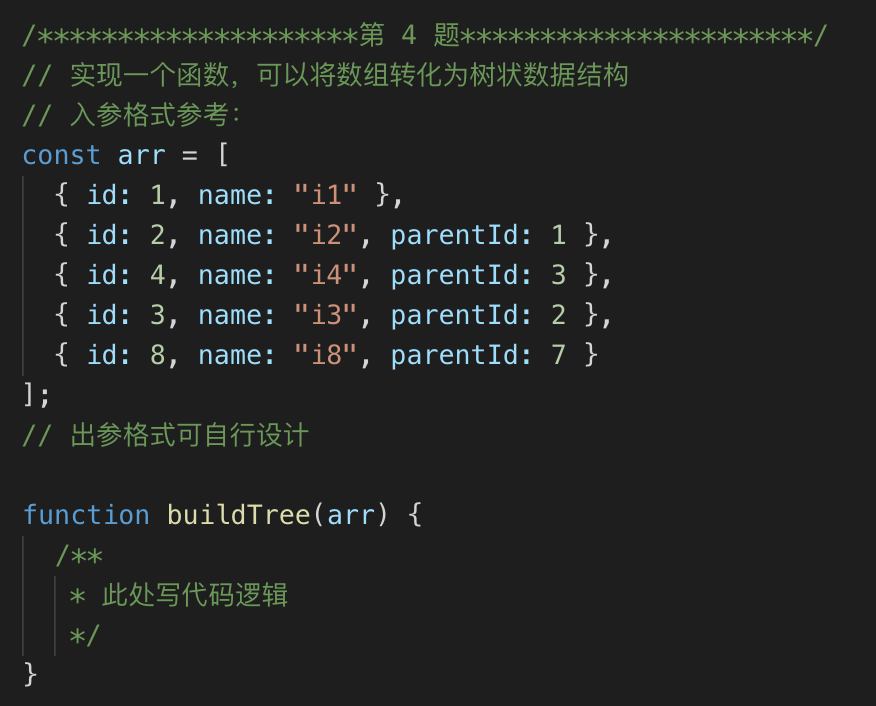 /********************第 4 题**********************/
// 实现一个函数，可以将数组转化为树状数据结构
// 入参格式参考：
const arr = [
  { id: 1, name: "i1" },
  { id: 2, name: "i2", parentId: 1 },
  { id: 4, name: "i4", parentId: 3 },
  { id: 3, name: "i3", parentId: 2 },
  { id: 8, name: "i8", parentId: 7 }
];
// 出参格式可自行设计

function buildTree(arr) {
  /**
   * 此处写代码逻辑
   */
}